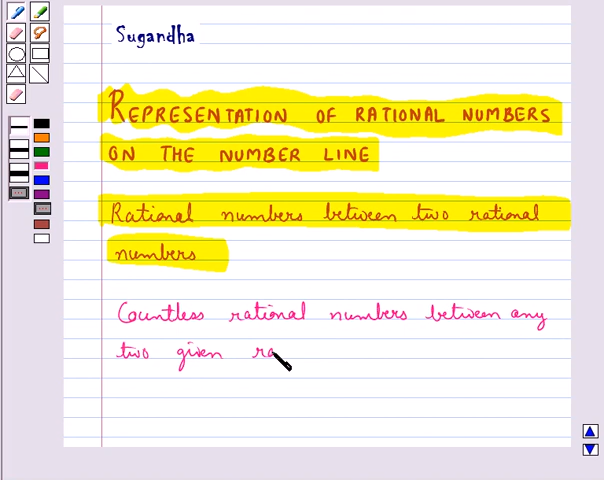 Sugandha
REPRESENTATION OF RATIONAL NUMBERS
ON THE NUMBER LINE
Rational numbers between two rational
numbers
Countless rational numbers between any
two given ra